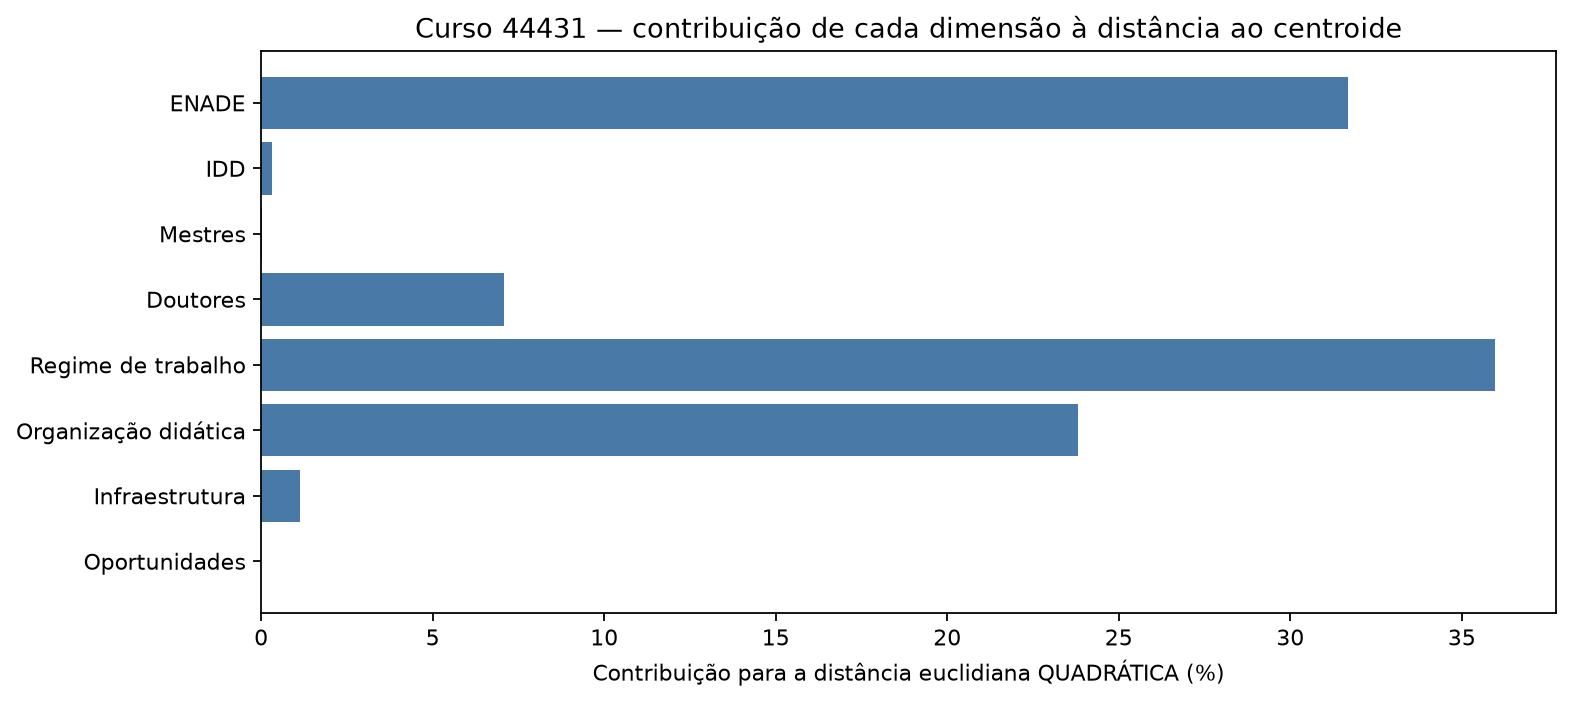 Curso 44431 — contribuição de cada dimensão à distância ao centroide
ENADE
IDD
Mestres
Doutores
Regime de trabalho
Organização didática
Infraestrutura
Oportunidades
0 5 10 15 20 25 30 35
Contribuição para a distância euclidiana QUADRÁTICA (%)